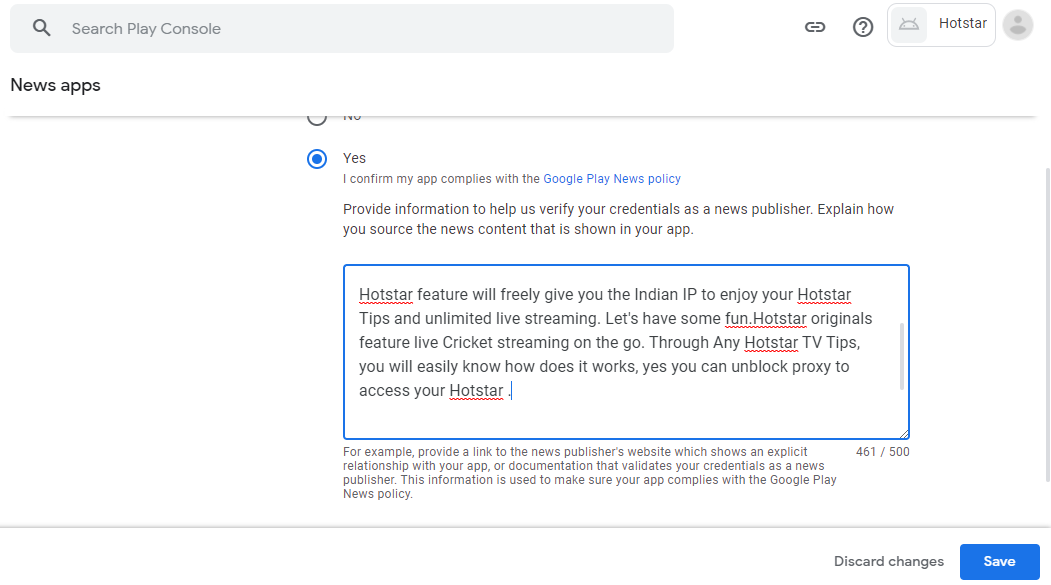 Search Play Console
Hotstar
News apps
No
Yes
I confirm my app complies with the Google Play News policy
Provide information to help us verify your credentials as a news publisher. Explain how
you source the news content that is shown in your app.
Hotstar feature will freely give you the Indian IP to enjoy your Hotstar
Tips and unlimited live streaming. Let's have some fun.Hotstar originals
feature live Cricket streaming on the go. Through Any Hotstar TV Tips,
you will easily know how does it works, yes you can unblock proxy to
access your Hotstar .
For example, provide a link to the news publisher's website which shows an explicit
461 / 500
relationship with your app, or documentation that validates your credentials as a news
publisher. This information is used to make sure your app complies with the Google Play
News policy.
Discard changes
Save